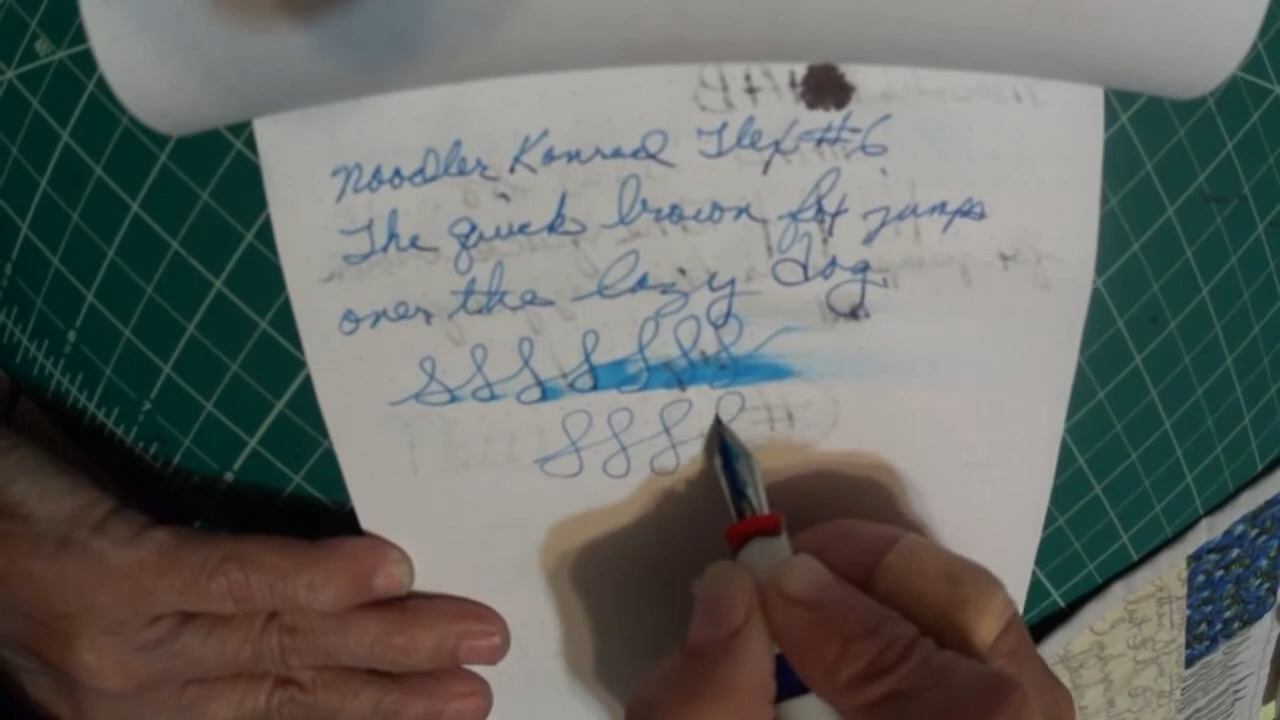 Noodler Konrad Flex #6
The quick brown fox jumps
over the lazy dog